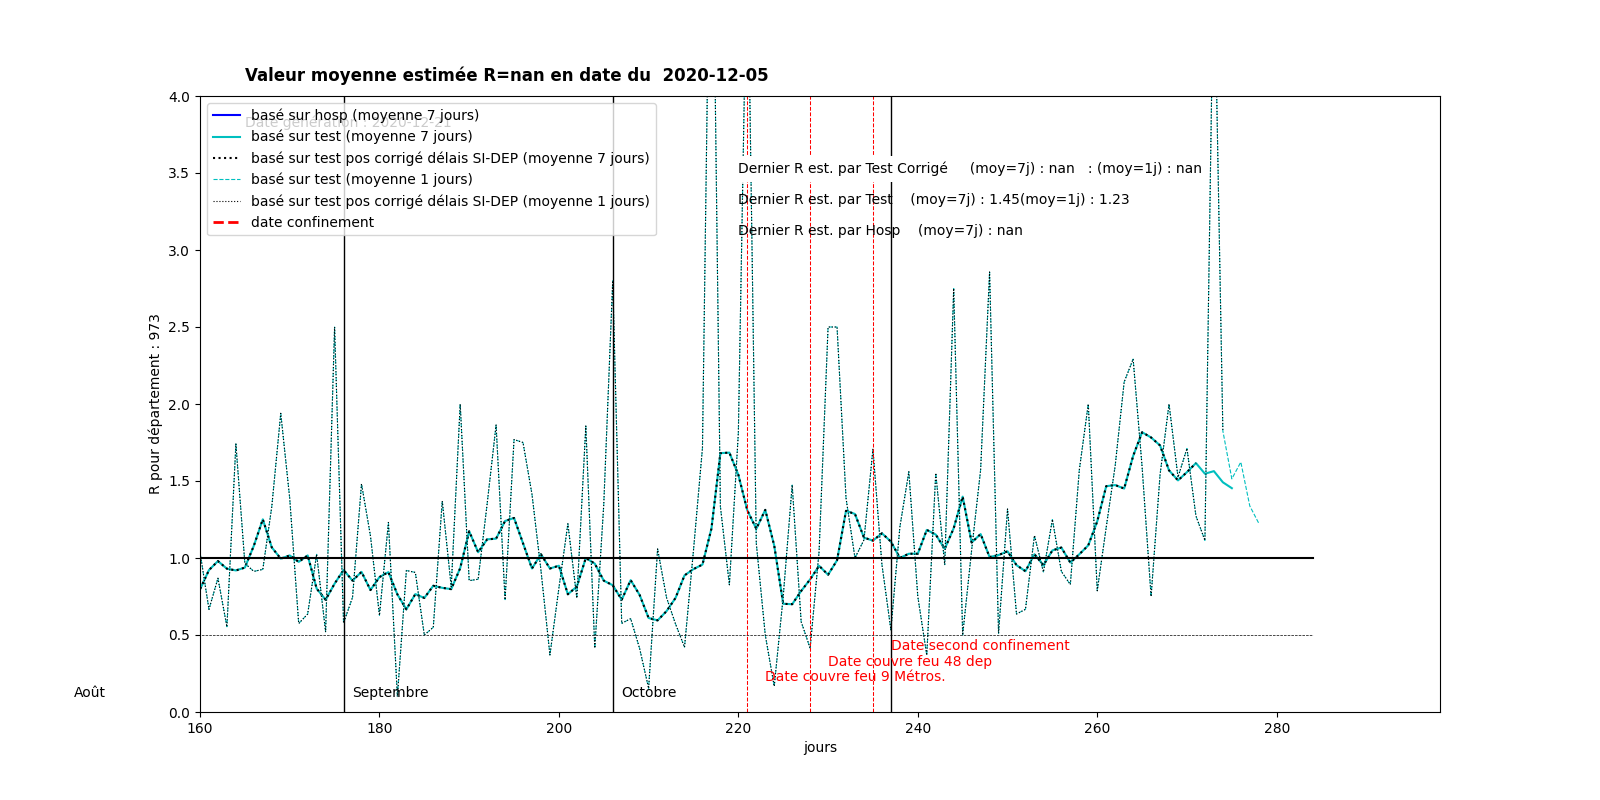 Valeur moyenne estimée R=nan en date du  2020-12-05
Date génération : 2020-12-21
basé sur hosp (moyenne 7 jours)
basé sur test (moyenne 7 jours)
basé sur test pos corrigé délais SI-DEP (moyenne 7 jours)
basé sur test (moyenne 1 jours)
basé sur test pos corrigé délais SI-DEP (moyenne 1 jours)
date confinement
Dernier R est. par Test Corrigé     (moy=7j) : nan   : (moy=1j) : nan
Dernier R est. par Test    (moy=7j) : 1.45(moy=1j) : 1.23
Dernier R est. par Hosp    (moy=7j) : nan
4.0
3.5
3.0
2.5
2.0
1.5
1.0
0.5
0.0
R pour département : 973
Date second confinement
Date couvre feu 48 dep
Date couvre feu 9 Métros.
Août
Septembre
Octobre
160
180
200
220
240
260
280
jours